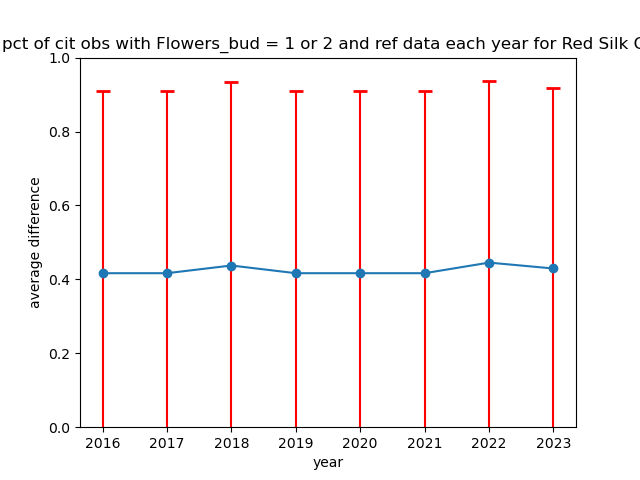 pct of cit obs with Flowers_bud = 1 or 2 and ref data each year for Red Silk
1.0
0.8
0.6
0.4
0.2
0.0
average difference
2016 2017 2018 2019 2020 2021 2022 2023
year